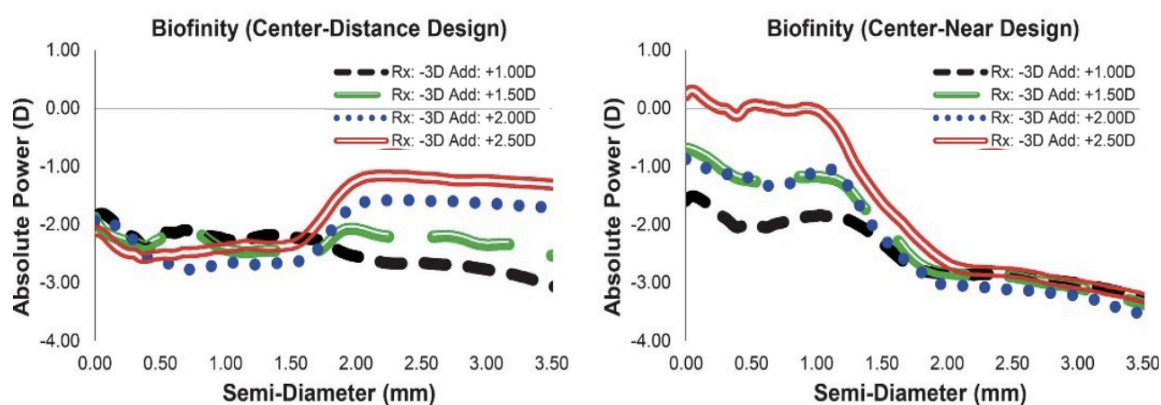 Biofinity (Center-Distance Design)
1.00
0.00
-1.00
-2.00
-3.00
-4.00
Absolute Power (D)
Rx: -3D Add: +1.00D
Rx: -3D Add: +1.50D
Rx: -3D Add: +2.00D
Rx: -3D Add: +2.50D
0.00 0.50 1.00 1.50 2.00 2.50 3.00 3.50
Semi-Diameter (mm)
Biofinity (Center-Near Design)
1.00
0.00
-1.00
-2.00
-3.00
-4.00
Absolute Power (D)
Rx: -3D Add: +1.00D
Rx: -3D Add: +1.50D
Rx: -3D Add: +2.00D
Rx: -3D Add: +2.50D
0.00 0.50 1.00 1.50 2.00 2.50 3.00 3.50
Semi-Diameter (mm)